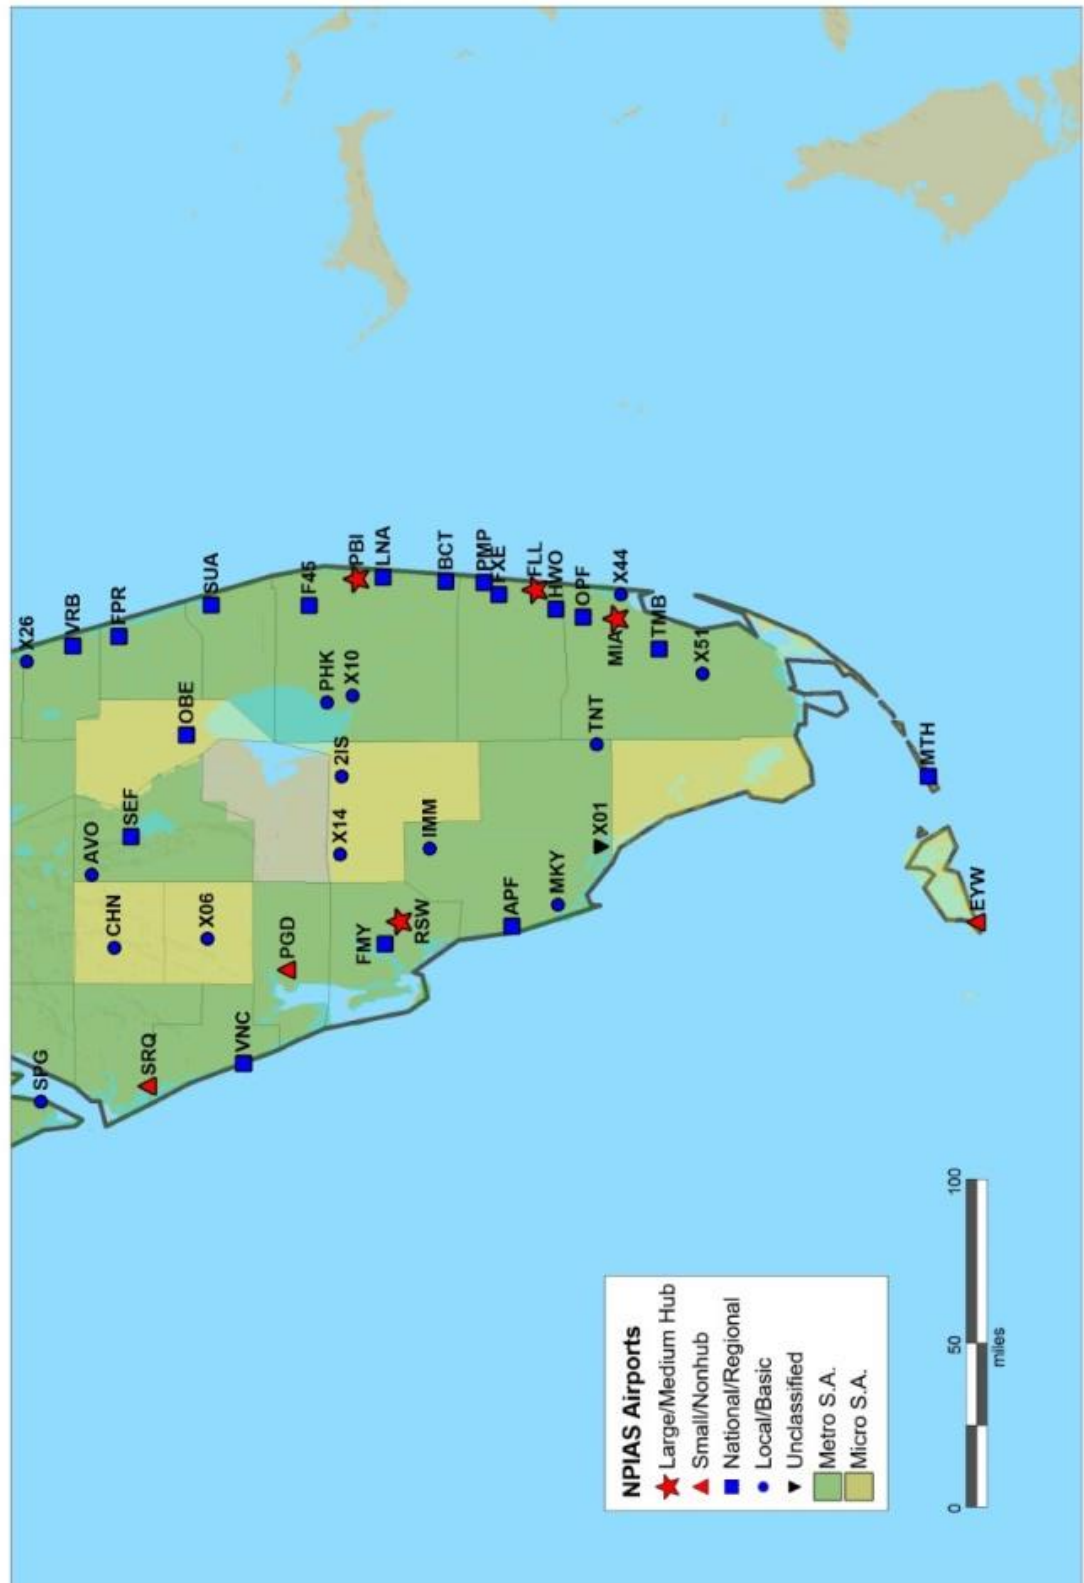 X26
SPG
VRB
AVO
CHN
FPR
SEF
SRQ
OBE
X06
SUA
VNC
PGD
F45
PHK
X14
2IS
X10
PBI
FMY
LNA
RSW
IMM
BCT
PMP
FXE
APF
FLL
HWO
MKY
OPF
TNT
X01
MIA
X44
TMB
X51
MTH
EYW
NPIAS Airports
Large/Medium Hub
Small/Nonhub
National/Regional
Local/Basic
Unclassified
Metro S.A.
Micro S.A.
0 50 100
miles